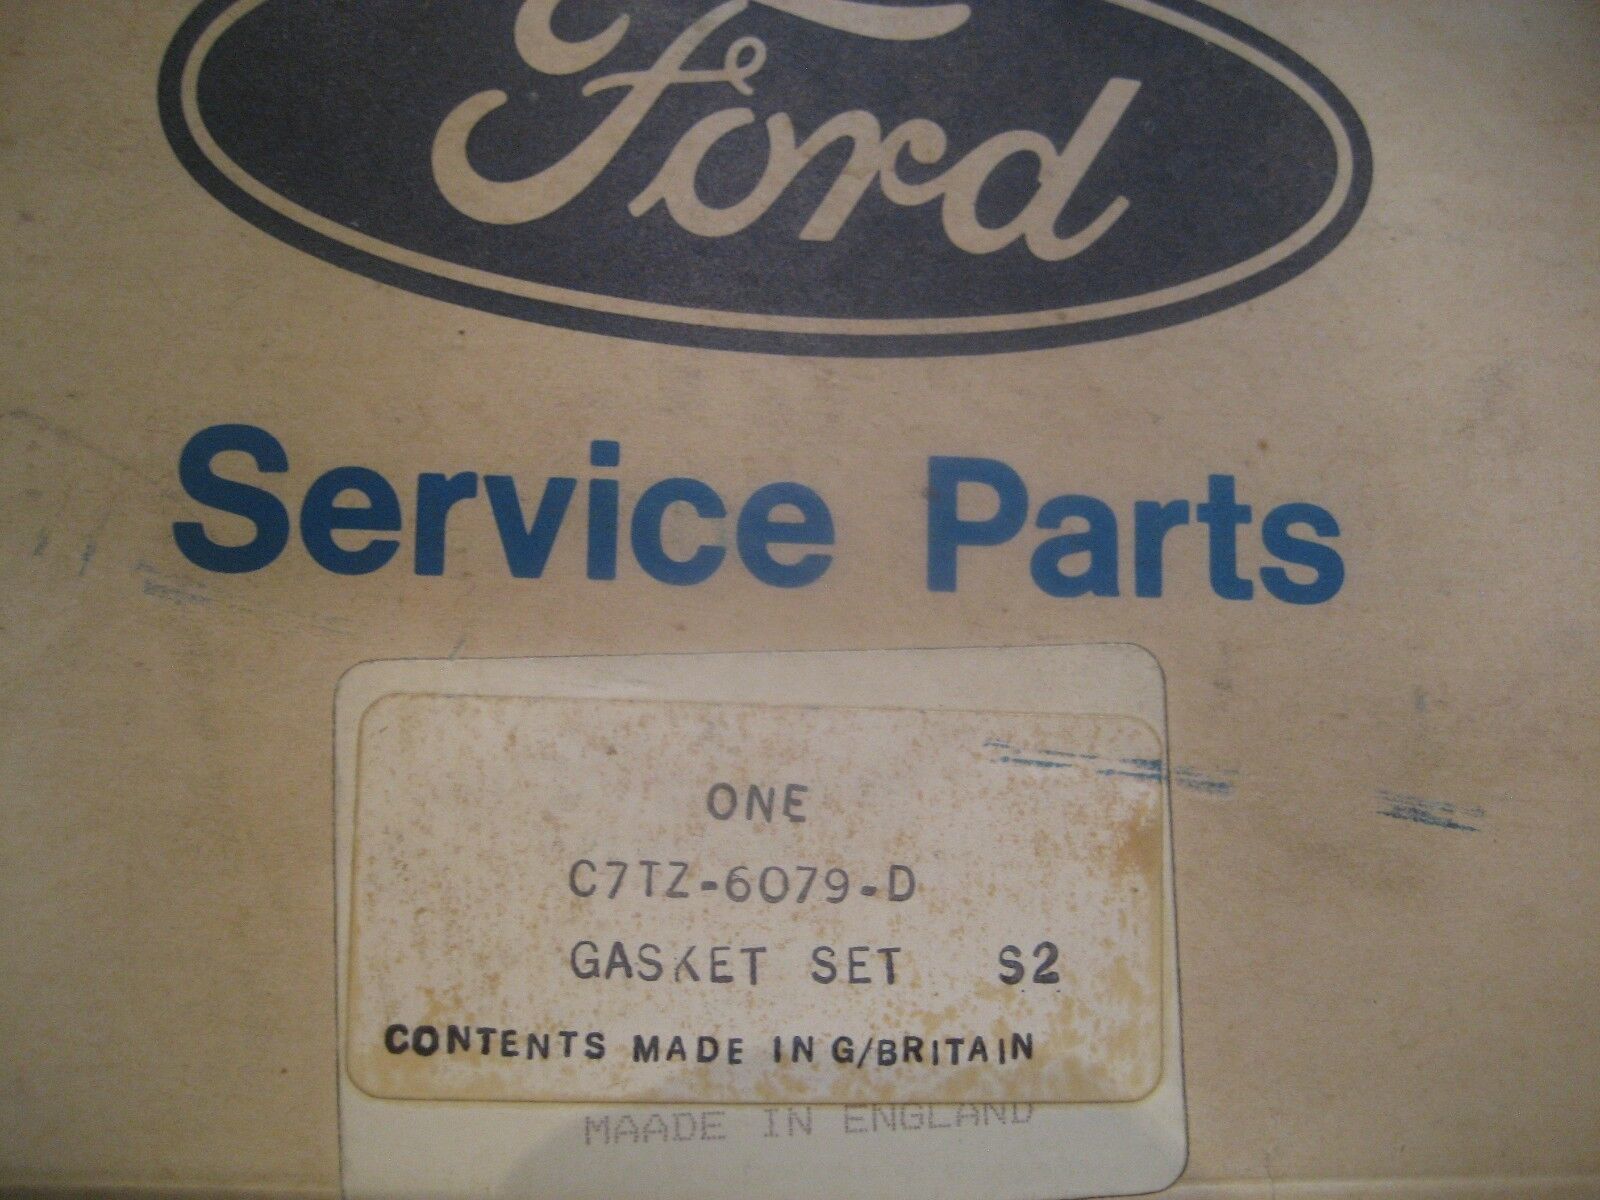 Ford
Service Parts
ONE
C7TZ-6079-D
GASKET SET S2
CONTENTS MADE IN G/BRITAIN
MAADE IN ENGLAND